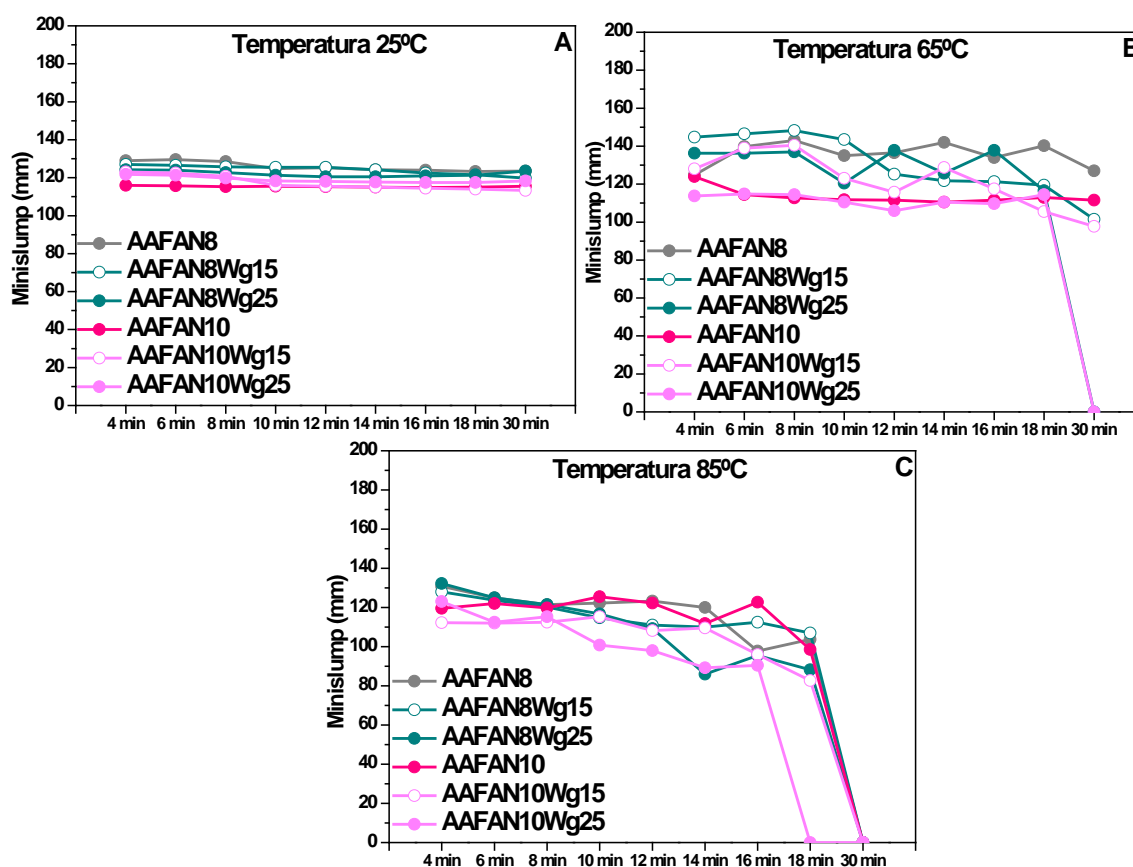 Temperatura 25ºC
A
Minislump (mm)
200
180
160
140
120
100
80
60
40
20
0
AAFAN8
AAFAN8Wg15
AAFAN8Wg25
AAFAN10
AAFAN10Wg15
AAFAN10Wg25
4 min 6 min 8 min 10 min 12 min 14 min 16 min 18 min 30 min
Temperatura 65ºC
B
Minislump (mm)
200
180
160
140
120
100
80
60
40
20
0
AAFAN8
AAFAN8Wg15
AAFAN8Wg25
AAFAN10
AAFAN10Wg15
AAFAN10Wg25
4 min 6 min 8 min 10 min 12 min 14 min 16 min 18 min 30 min
Temperatura 85ºC
C
Minislump (mm)
200
180
160
140
120
100
80
60
40
20
0
AAFAN8
AAFAN8Wg15
AAFAN8Wg25
AAFAN10
AAFAN10Wg15
AAFAN10Wg25
4 min 6 min 8 min 10 min 12 min 14 min 16 min 18 min 30 min